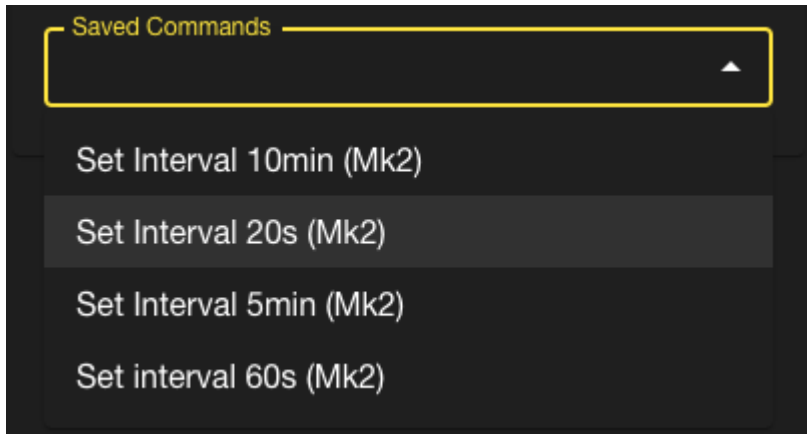 Saved Commands
Set Interval 10min (Mk2)
Set Interval 20s (Mk2)
Set Interval 5min (Mk2)
Set interval 60s (Mk2)